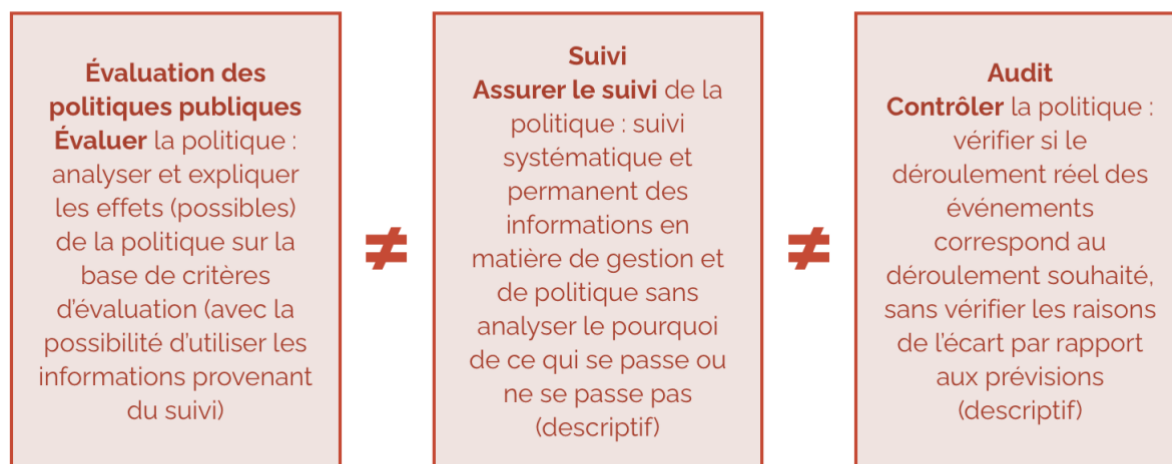 Évaluation des
politiques publiques
Évaluer la politique :
analyser et expliquer
les effets (possibles)
de la politique sur la
base de critères
d’évaluation (avec la
possibilité d’utiliser les
informations provenant
du suivi)
≠
Suivi
Assurer le suivi de la
politique : suivi
systématique et
permanent des
informations en
matière de gestion et
de politique sans
analyser le pourquoi
de ce qui se passe ou
ne se passe pas
(descriptif)
≠
Audit
Contrôler la politique :
vérifier si le
déroulement réel des
événements
correspond au
déroulement souhaité,
sans vérifier les raisons
de l’écart par rapport
aux prévisions
(descriptif)